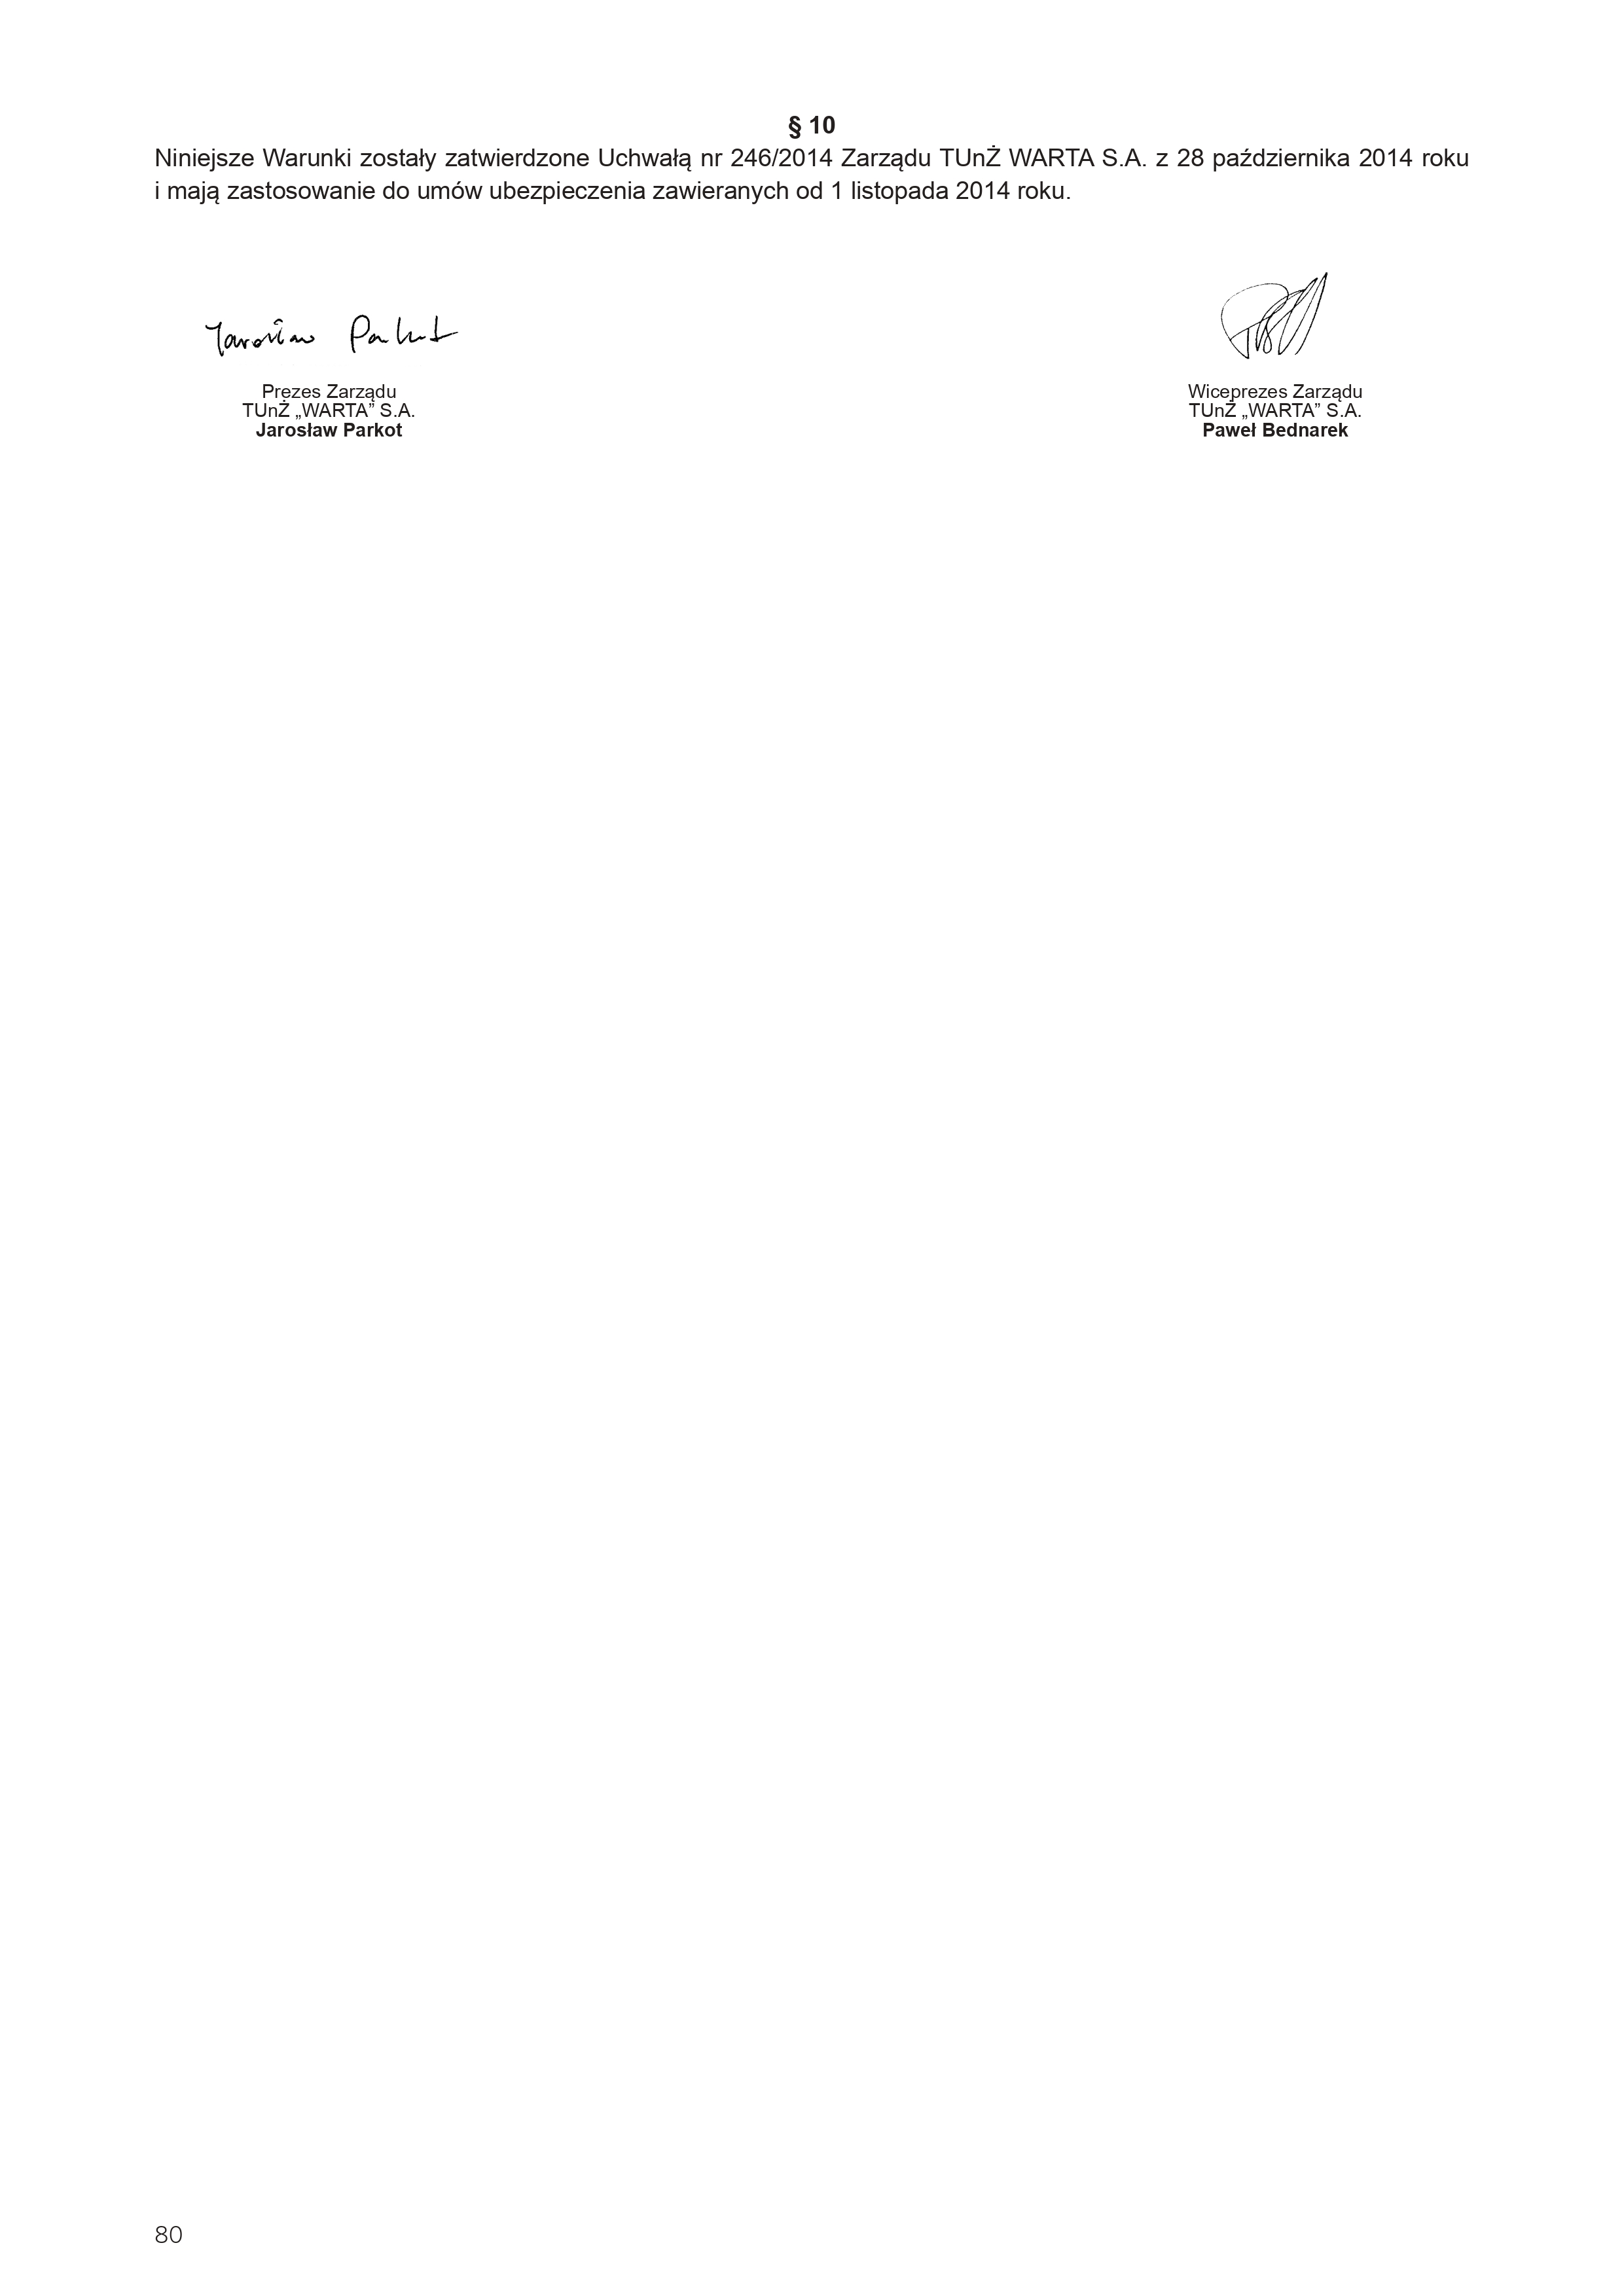 § 10
Niniejsze Warunki zostały zatwierdzone Uchwałą nr 246/2014 Zarządu TUnŻ WARTA S.A. z 28 października 2014 roku
i mają zastosowanie do umów ubezpieczenia zawieranych od 1 listopada 2014 roku.
Jarosław Parkot
Prezes Zarządu
TUnŻ „WARTA” S.A.
Jarosław Parkot
Wiceprezes Zarządu
TUnŻ „WARTA” S.A.
Paweł Bednarek
80